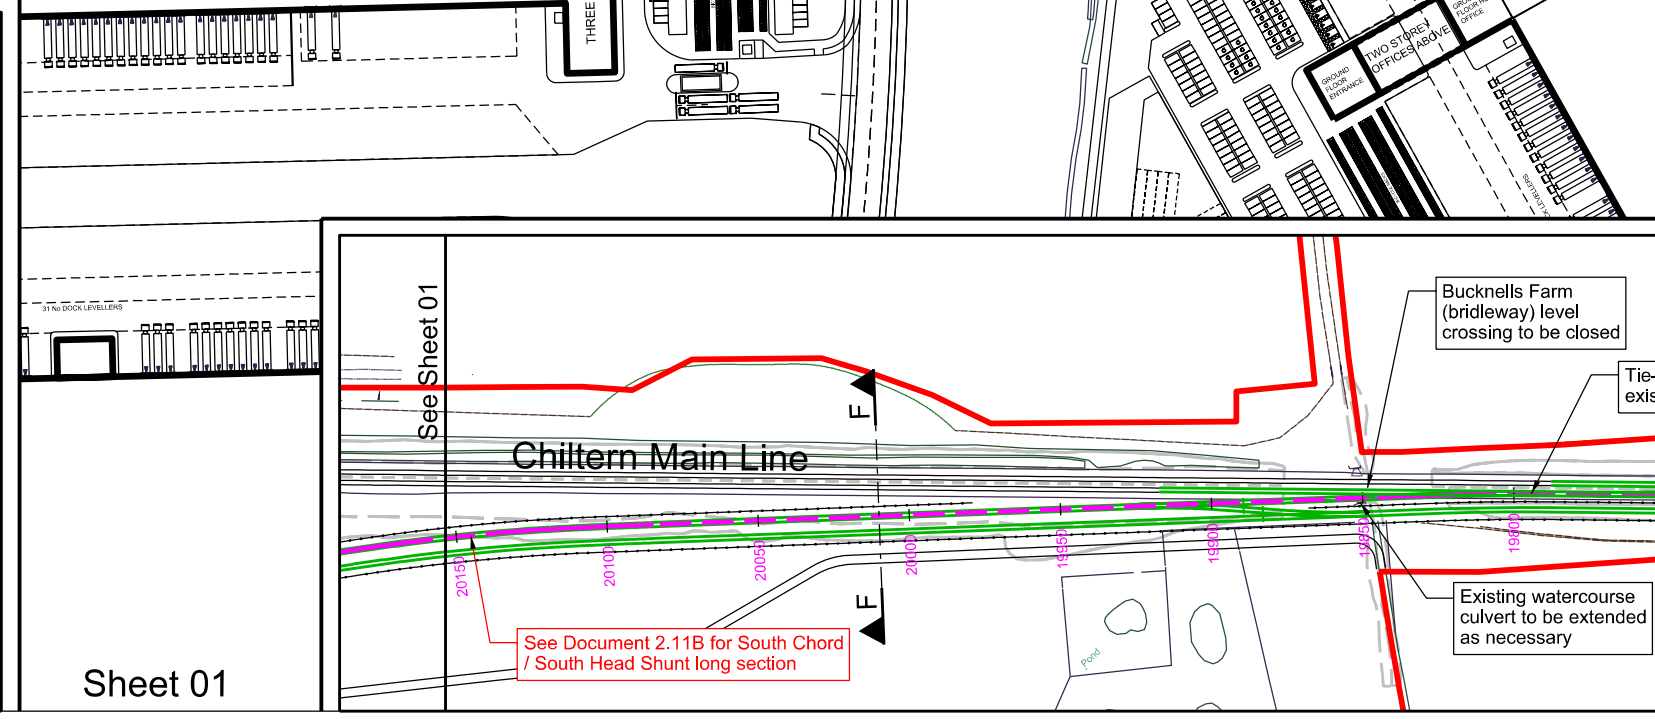 THREE
TWO STOREY
OFFICES ABOVE
GROUND
FLOOR
ENTRANCE
OFFICE
31 No DOCK LEVELLERS
See Sheet 01
Chiltern Main Line
F
F
Bucknells Farm
(bridleway) level
crossing to be closed
Tie-
exis
20150
20100
20050
20000
19950
19900
19850
19800
See Document 2.11B for South Chord
/ South Head Shunt long section
Pond
Existing watercourse
culvert to be extended
as necessary
Sheet 01